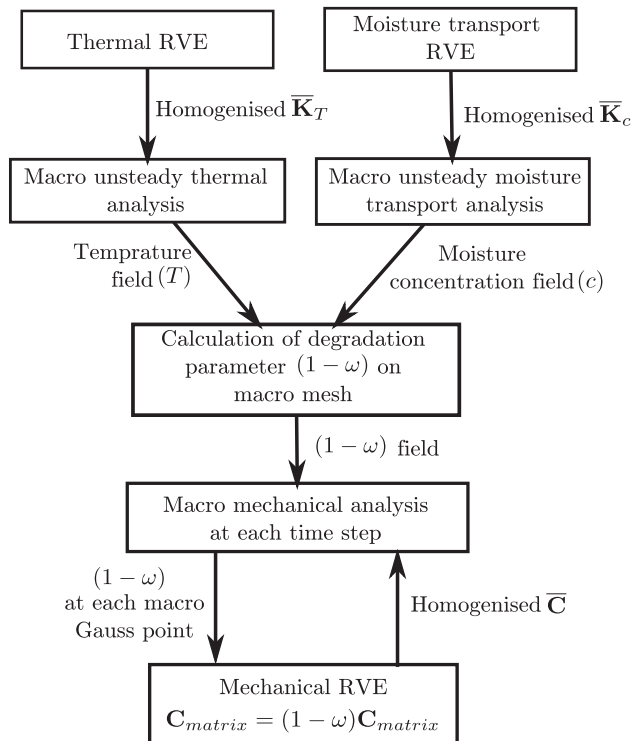 Thermal RVE
Moisture transport
RVE
Homogenised K̅_T
Homogenised K̅_c
Macro unsteady thermal
analysis
Macro unsteady moisture
transport analysis
Temprature
field (T)
Moisture
concentration field (c)
Calculation of degradation
parameter (1 − ω) on
macro mesh
(1 − ω) field
Macro mechanical analysis
at each time step
(1 − ω)
at each macro
Gauss point
Homogenised C̅
Mechanical RVE
C_matrix = (1 − ω)C_matrix